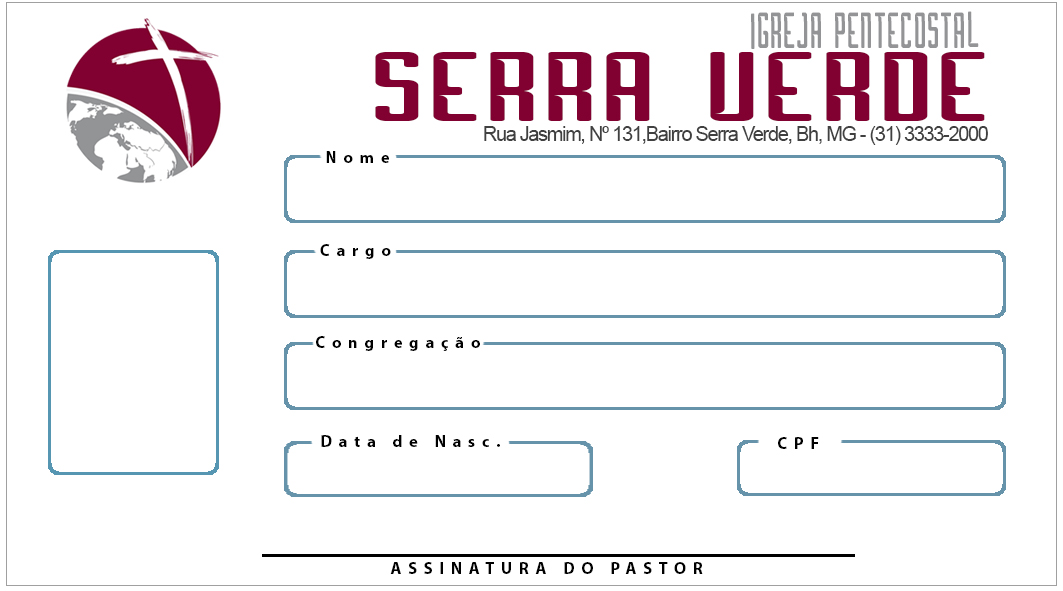 IGREJA PENTECOSTAL
SERRA VERDE
Rua Jasmim, Nº 131,Bairro Serra Verde, Bh, MG - (31) 3333-2000
Nome
Cargo
Congregação
Data de Nasc.
CPF
ASSINATURA DO PASTOR